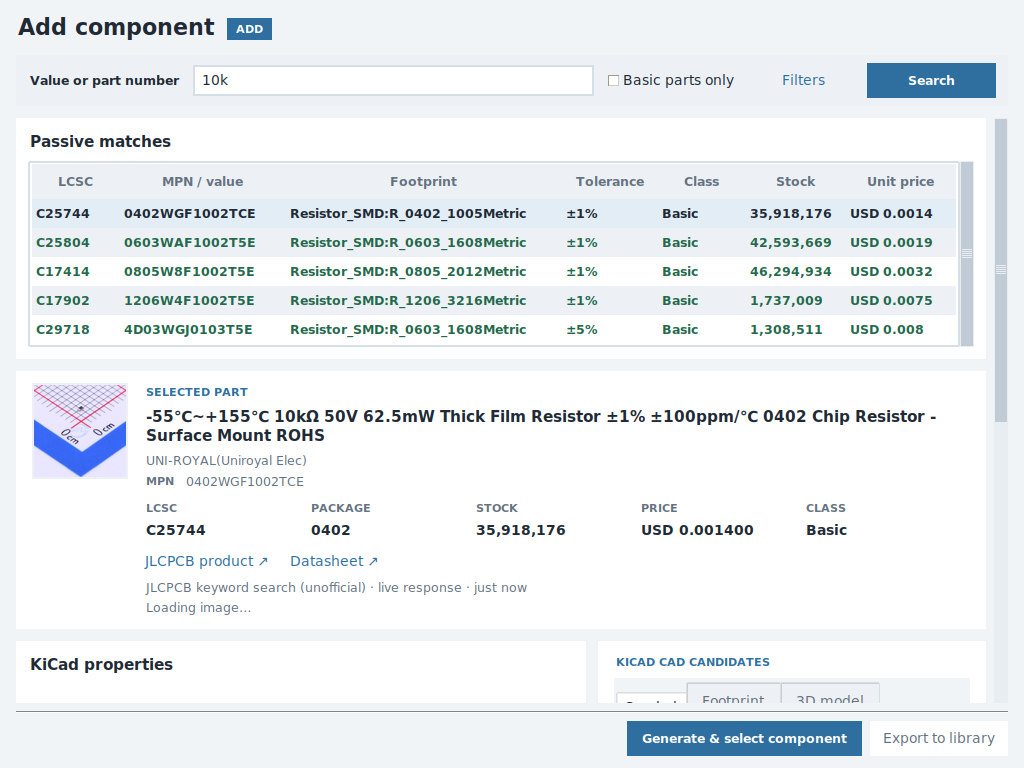 Add component ADD
Value or part number 10k Basic parts only Filters Search
Passive matches
LCSC MPN / value Footprint Tolerance Class Stock Unit price
C25744 0402WGF1002TCE Resistor_SMD:R_0402_1005Metric ±1% Basic 35,918,176 USD 0.0014
C25804 0603WAF1002T5E Resistor_SMD:R_0603_1608Metric ±1% Basic 42,593,669 USD 0.0019
C17414 0805W8F1002T5E Resistor_SMD:R_0805_2012Metric ±1% Basic 46,294,934 USD 0.0032
C17902 1206W4F1002T5E Resistor_SMD:R_1206_3216Metric ±1% Basic 1,737,009 USD 0.0075
C29718 4D03WGJ0103T5E Resistor_SMD:R_0603_1608Metric ±5% Basic 1,308,511 USD 0.008
0cm 0cm
SELECTED PART
-55℃~+155℃ 10kΩ 50V 62.5mW Thick Film Resistor ±1% ±100ppm/℃ 0402 Chip Resistor -
Surface Mount ROHS
UNI-ROYAL(Uniroyal Elec)
MPN 0402WGF1002TCE
LCSC PACKAGE STOCK PRICE CLASS
C25744 0402 35,918,176 USD 0.001400 Basic
JLCPCB product ↗ Datasheet ↗
JLCPCB keyword search (unofficial) · live response · just now
Loading image…
KiCad properties
KICAD CAD CANDIDATES
Footprint 3D model
Generate & select component Export to library